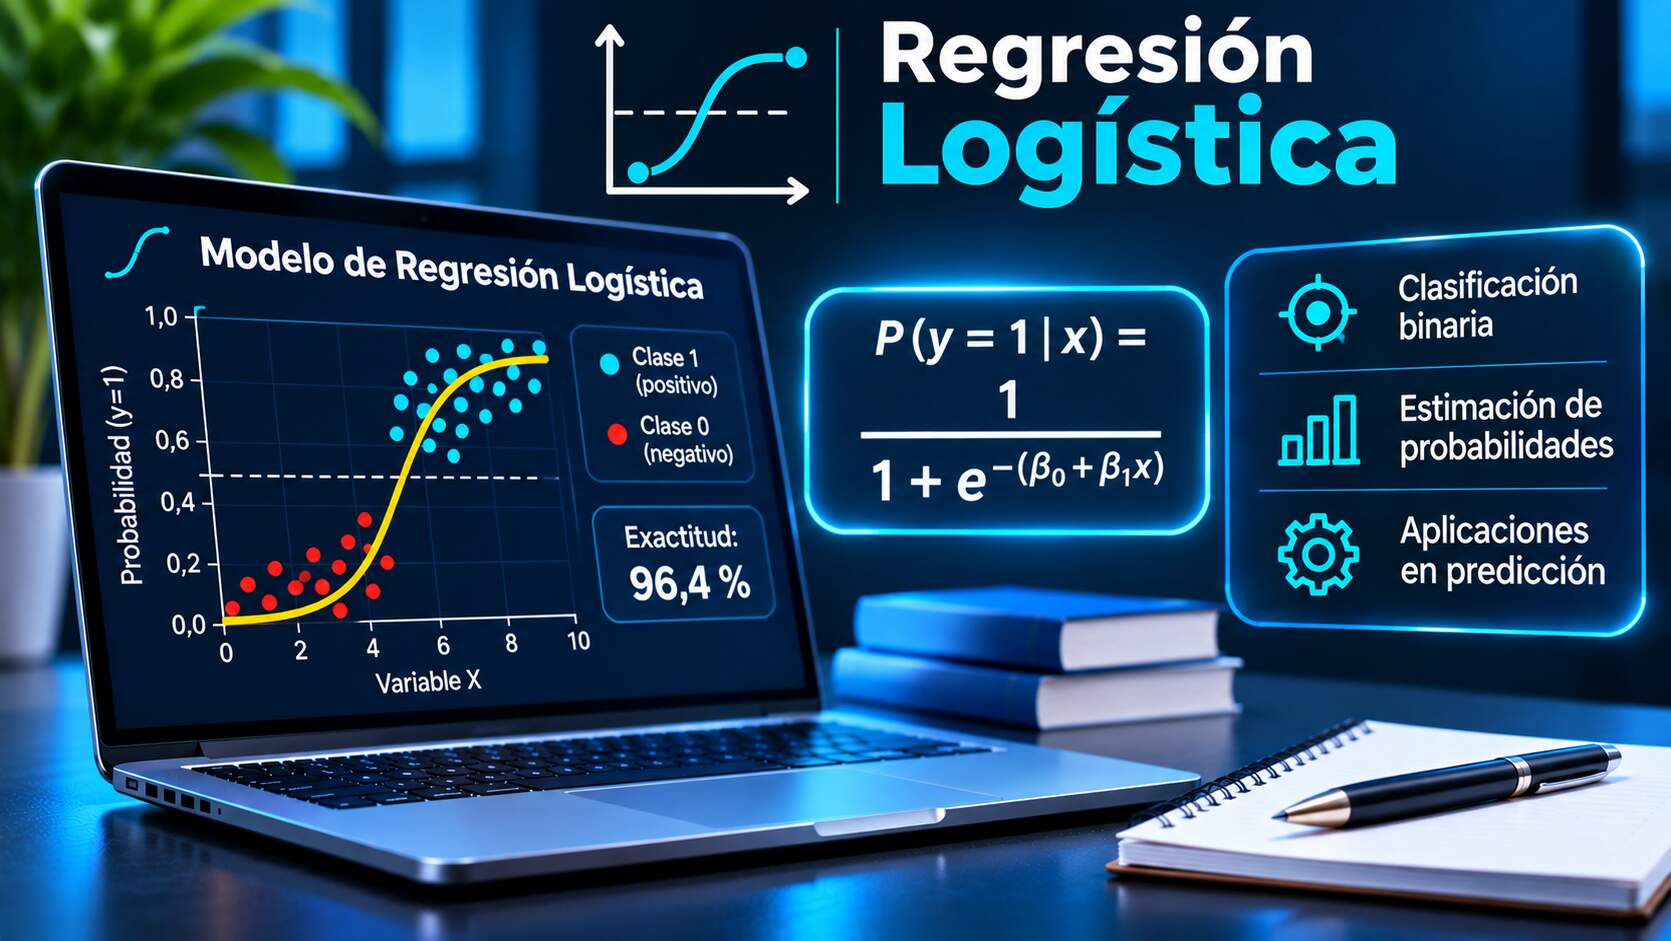 Regresión
Logística
Modelo de Regresión Logística
1,0
0,8
0,6
0,4
0,2
0,0
Probabilidad (y=1)
0 2 4 6 8 10
Variable X
Clase 1
(positivo)
Clase 0
(negativo)
Exactitud:
96,4 %
P(y = 1 | x) =
1
1 + e^−(β₀ + β₁x)
Clasificación
binaria
Estimación de
probabilidades
Aplicaciones
en predicción